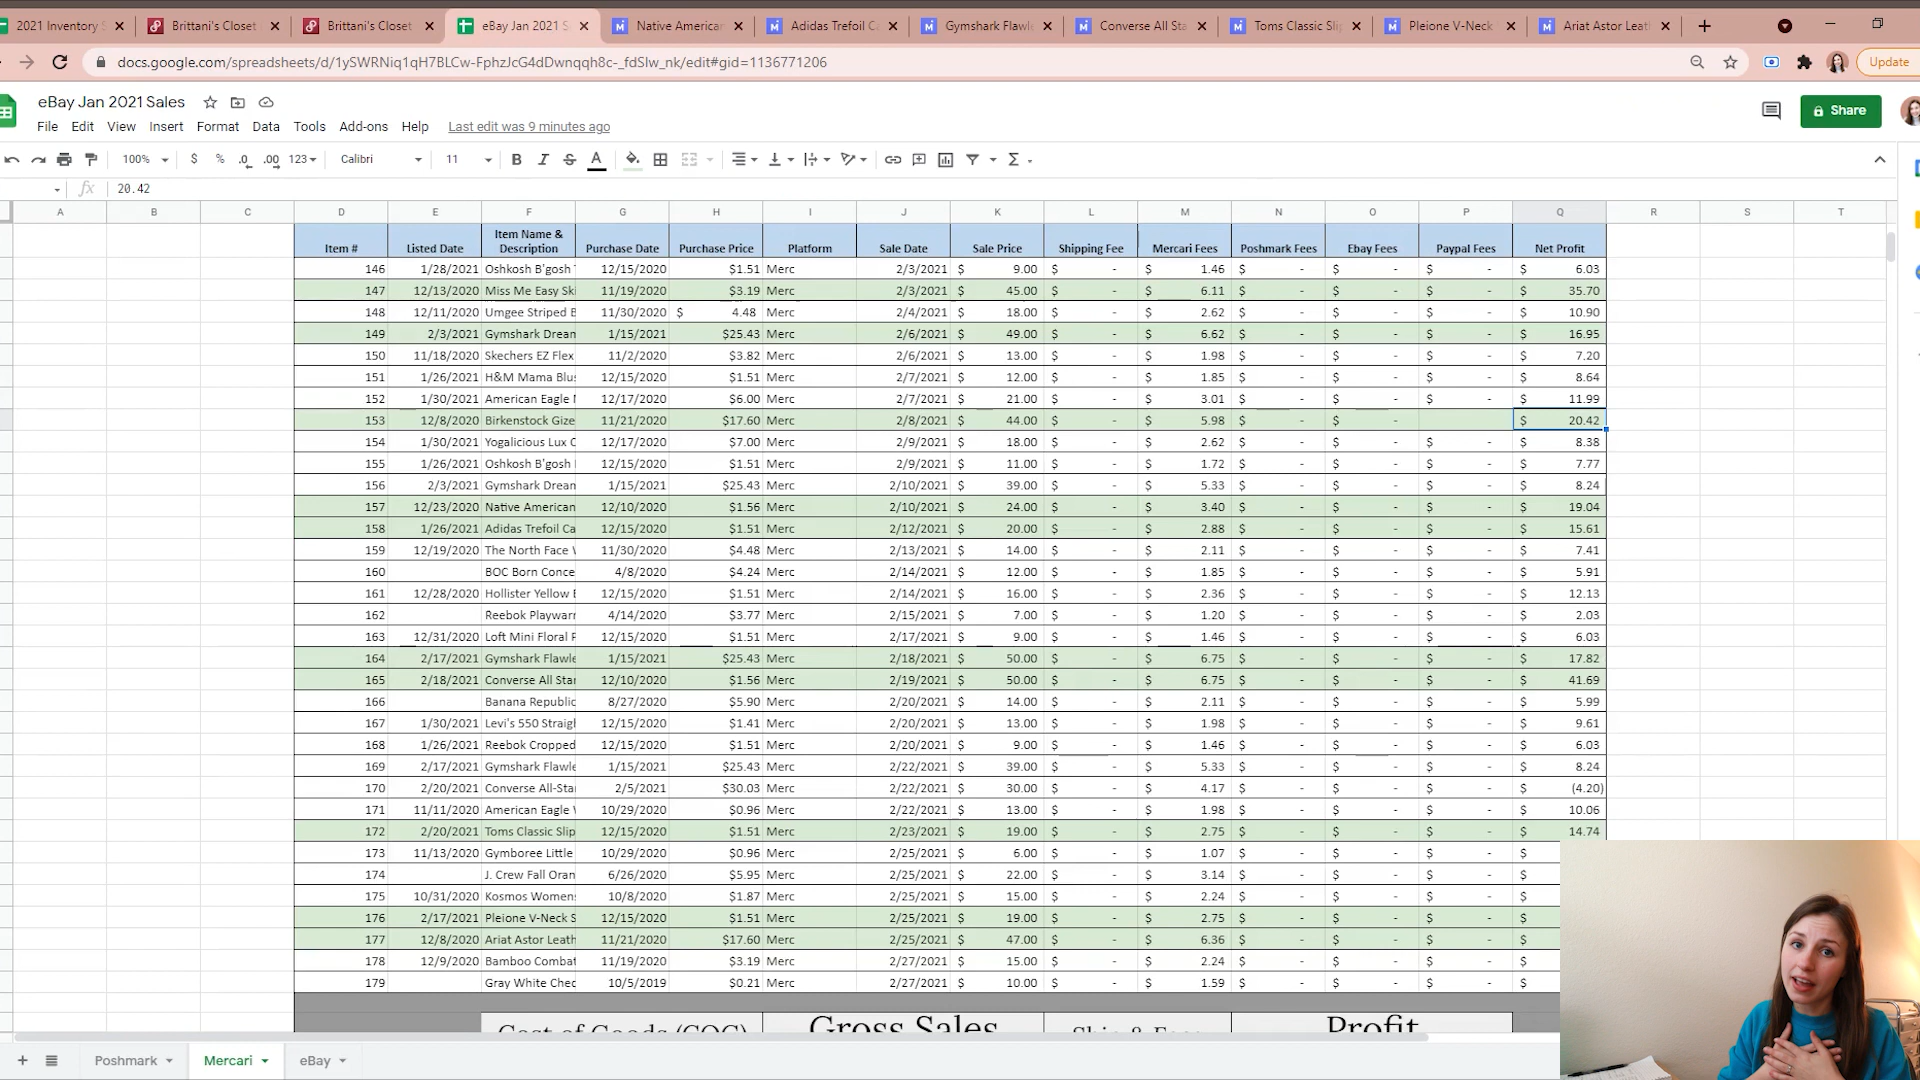 2021 Inventory S
Brittani's Closet
Brittani's Closet
eBay Jan 2021 S
Native American
Adidas Trefoil C
Gymshark Flawle
Converse All Sta
Toms Classic Sli
Pleione V-Neck
Ariat Astor Leat
docs.google.com/spreadsheets/d/1ySWRNiq1qH7BLCw-FphzJcG4dDwnqqh8c-_fdSlw_nk/edit#gid=1136771206
Update
eBay Jan 2021 Sales
Share
File Edit View Insert Format Data Tools Add-ons Help Last edit was 9 minutes ago
100% $ % .0 .00 123 Calibri 11 B I S A Σ
fx 20.42
A B C D E F G H I J K L M N O P Q R S T
Item # Listed Date Item Name & Description Purchase Date Purchase Price Platform Sale Date Sale Price Shipping Fee Mercari Fees Poshmark Fees Ebay Fees Paypal Fees Net Profit
146 1/28/2021 Oshkosh B'gosh 12/15/2020 $1.51 Merc 2/3/2021 $ 9.00 $ - $ 1.46 $ - $ - $ - $ 6.03
147 12/13/2020 Miss Me Easy Ski 11/19/2020 $3.19 Merc 2/3/2021 $ 45.00 $ - $ 6.11 $ - $ - $ - $ 35.70
148 12/11/2020 Umgee Striped B 11/30/2020 $ 4.48 Merc 2/4/2021 $ 18.00 $ - $ 2.62 $ - $ - $ - $ 10.90
149 2/3/2021 Gymshark Drean 1/15/2021 $25.43 Merc 2/6/2021 $ 49.00 $ - $ 6.62 $ - $ - $ - $ 16.95
150 11/18/2020 Skechers EZ Flex 11/2/2020 $3.82 Merc 2/6/2021 $ 13.00 $ - $ 1.98 $ - $ - $ - $ 7.20
151 1/26/2021 H&M Mama Blus 12/15/2020 $1.51 Merc 2/7/2021 $ 12.00 $ - $ 1.85 $ - $ - $ - $ 8.64
152 1/30/2021 American Eagle 12/17/2020 $6.00 Merc 2/7/2021 $ 21.00 $ - $ 3.01 $ - $ - $ - $ 11.99
153 12/8/2020 Birkenstock Gize 11/21/2020 $17.60 Merc 2/8/2021 $ 44.00 $ - $ 5.98 $ - $ - $ 20.42
154 1/30/2021 Yogalicious Lux C 12/17/2020 $7.00 Merc 2/9/2021 $ 18.00 $ - $ 2.62 $ - $ - $ - $ 8.38
155 1/26/2021 Oshkosh B'gosh 12/15/2020 $1.51 Merc 2/9/2021 $ 11.00 $ - $ 1.72 $ - $ - $ - $ 7.77
156 2/3/2021 Gymshark Drean 1/15/2021 $25.43 Merc 2/10/2021 $ 39.00 $ - $ 5.33 $ - $ - $ - $ 8.24
157 12/23/2020 Native American 12/10/2020 $1.56 Merc 2/10/2021 $ 24.00 $ - $ 3.40 $ - $ - $ - $ 19.04
158 1/26/2021 Adidas Trefoil Ca 12/15/2020 $1.51 Merc 2/12/2021 $ 20.00 $ - $ 2.88 $ - $ - $ - $ 15.61
159 12/19/2020 The North Face 11/30/2020 $4.48 Merc 2/13/2021 $ 14.00 $ - $ 2.11 $ - $ - $ - $ 7.41
160 BOC Born Conce 4/8/2020 $4.24 Merc 2/14/2021 $ 12.00 $ - $ 1.85 $ - $ - $ - $ 5.91
161 12/28/2020 Hollister Yellow 12/15/2020 $1.51 Merc 2/14/2021 $ 16.00 $ - $ 2.36 $ - $ - $ - $ 12.13
162 Reebok Playwarn 4/14/2020 $3.77 Merc 2/15/2021 $ 7.00 $ - $ 1.20 $ - $ - $ - $ 2.03
163 12/31/2020 Loft Mini Floral F 12/15/2020 $1.51 Merc 2/17/2021 $ 9.00 $ - $ 1.46 $ - $ - $ - $ 6.03
164 2/17/2021 Gymshark Flawle 1/15/2021 $25.43 Merc 2/18/2021 $ 50.00 $ - $ 6.75 $ - $ - $ - $ 17.82
165 2/18/2021 Converse All Star 12/10/2020 $1.56 Merc 2/19/2021 $ 50.00 $ - $ 6.75 $ - $ - $ - $ 41.69
166 Banana Republic 8/27/2020 $5.90 Merc 2/20/2021 $ 14.00 $ - $ 2.11 $ - $ - $ - $ 5.99
167 1/30/2021 Levi's 550 Straigh 12/15/2020 $1.41 Merc 2/20/2021 $ 13.00 $ - $ 1.98 $ - $ - $ - $ 9.61
168 1/26/2021 Reebok Cropped 12/15/2020 $1.51 Merc 2/20/2021 $ 9.00 $ - $ 1.46 $ - $ - $ - $ 6.03
169 2/17/2021 Gymshark Flawle 1/15/2021 $25.43 Merc 2/22/2021 $ 39.00 $ - $ 5.33 $ - $ - $ - $ 8.24
170 2/20/2021 Converse All-Sta 2/5/2021 $30.03 Merc 2/22/2021 $ 30.00 $ - $ 4.17 $ - $ - $ - $ (4.20)
171 11/11/2020 American Eagle 10/29/2020 $0.96 Merc 2/22/2021 $ 13.00 $ - $ 1.98 $ - $ - $ - $ 10.06
172 2/20/2021 Toms Classic Slip 12/15/2020 $1.51 Merc 2/23/2021 $ 19.00 $ - $ 2.75 $ - $ - $ - $ 14.74
173 11/13/2020 Gymboree Little 10/29/2020 $0.96 Merc 2/25/2021 $ 6.00 $ - $ 1.07 $ - $ - $ - $
174 J. Crew Fall Oran 6/26/2020 $5.95 Merc 2/25/2021 $ 22.00 $ - $ 3.14 $ - $ - $ - $
175 10/31/2020 Kosmos Womens 10/8/2020 $1.87 Merc 2/25/2021 $ 15.00 $ - $ 2.24 $ - $ - $ - $
176 2/17/2021 Pleione V-Neck S 12/15/2020 $1.51 Merc 2/25/2021 $ 19.00 $ - $ 2.75 $ - $ - $ - $
177 12/8/2020 Ariat Astor Leath 11/21/2020 $17.60 Merc 2/25/2021 $ 47.00 $ - $ 6.36 $ - $ - $ - $
178 12/9/2020 Bamboo Combat 11/19/2020 $3.19 Merc 2/27/2021 $ 15.00 $ - $ 2.24 $ - $ - $ - $
179 Gray White Chec 10/5/2019 $0.21 Merc 2/27/2021 $ 10.00 $ - $ 1.59 $ - $ - $ - $
Cost of Goods (COG) Gross Sales Ship & Fees Profit
Poshmark Mercari eBay